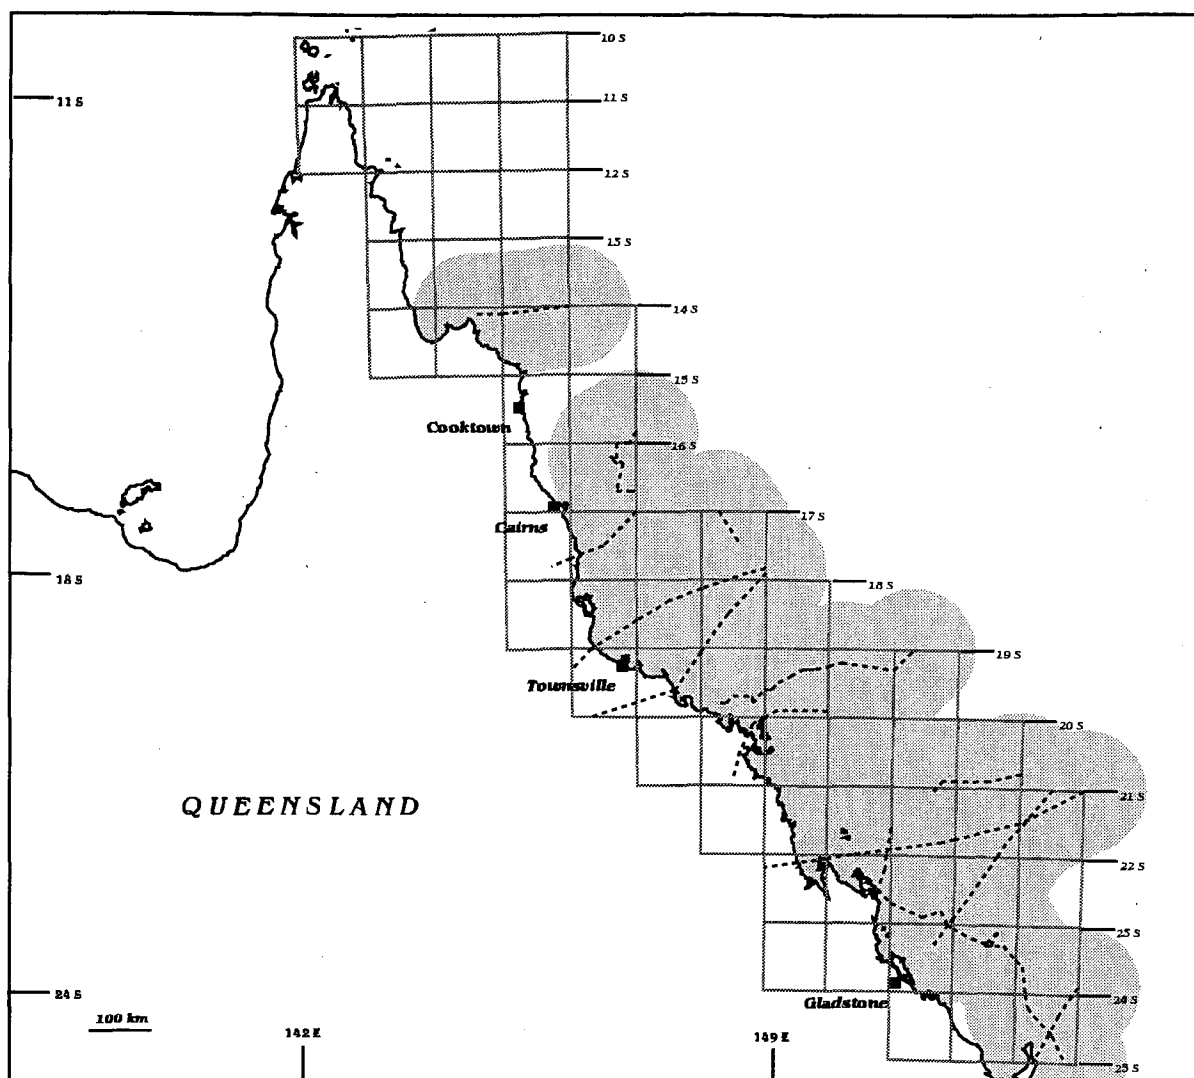 10 S
11 S
11 S
12 S
13 S
14 S
15 S
Cooktown
16 S
Cairns
17 S
18 S
18 S
19 S
Townsville
20 S
QUEENSLAND
21 S
22 S
23 S
24 S
24 S
Gladstone
100 km
142 E
149 E
25 S